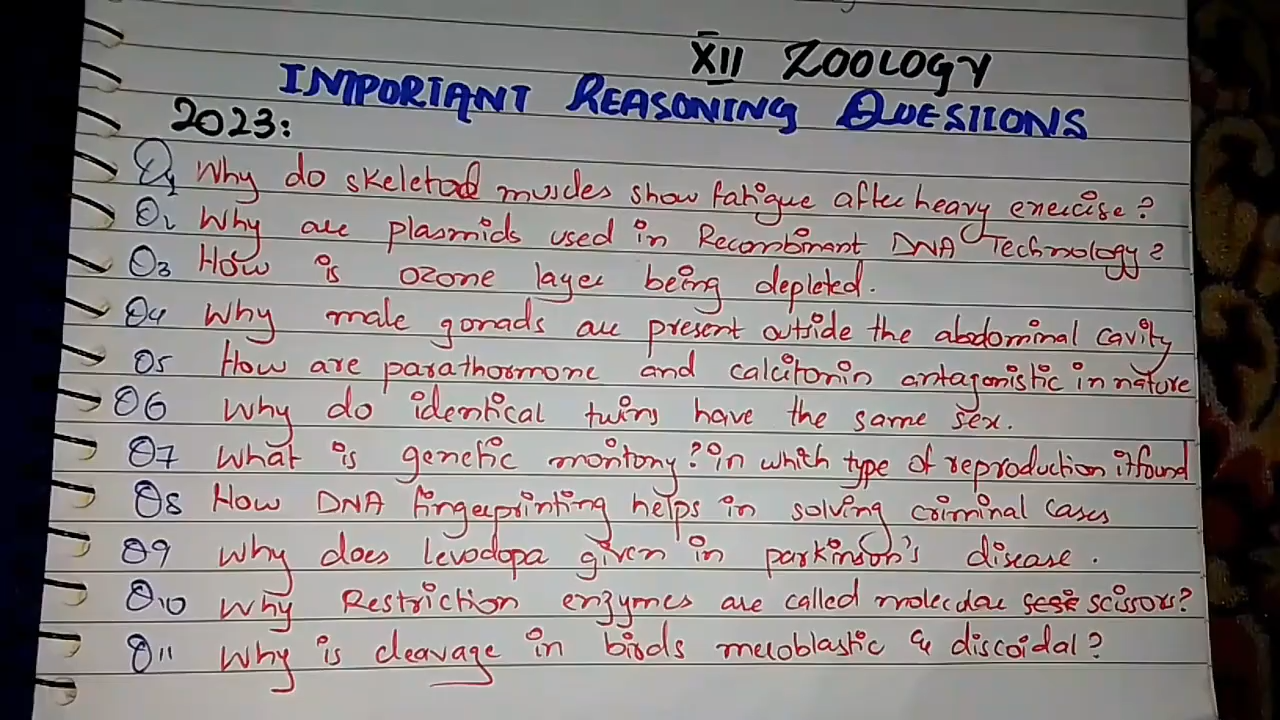 XII ZOOLOGY
IMPORTANT REASONING QUESTIONS
2023:
Q1 Why do skeletal muscles show fatigue after heavy exercise?
Q2 Why are plasmids used in Recombinant DNA Technology?
Q3 How is ozone layer being depleted.
Q4 Why male gonads are present outside the abdominal cavity
Q5 How are parathormone and calcitonin antagonistic in nature
Q6 Why do identical twins have the same sex.
Q7 What is genetic montony? in which type of reproduction it found
Q8 How DNA fingerprinting helps in solving criminal cases
Q9 Why does levodopa given in parkinson's disease.
Q10 Why Restriction enzymes are called molecular scissors?
Q11 Why is cleavage in birds meroblastic & discoidal?